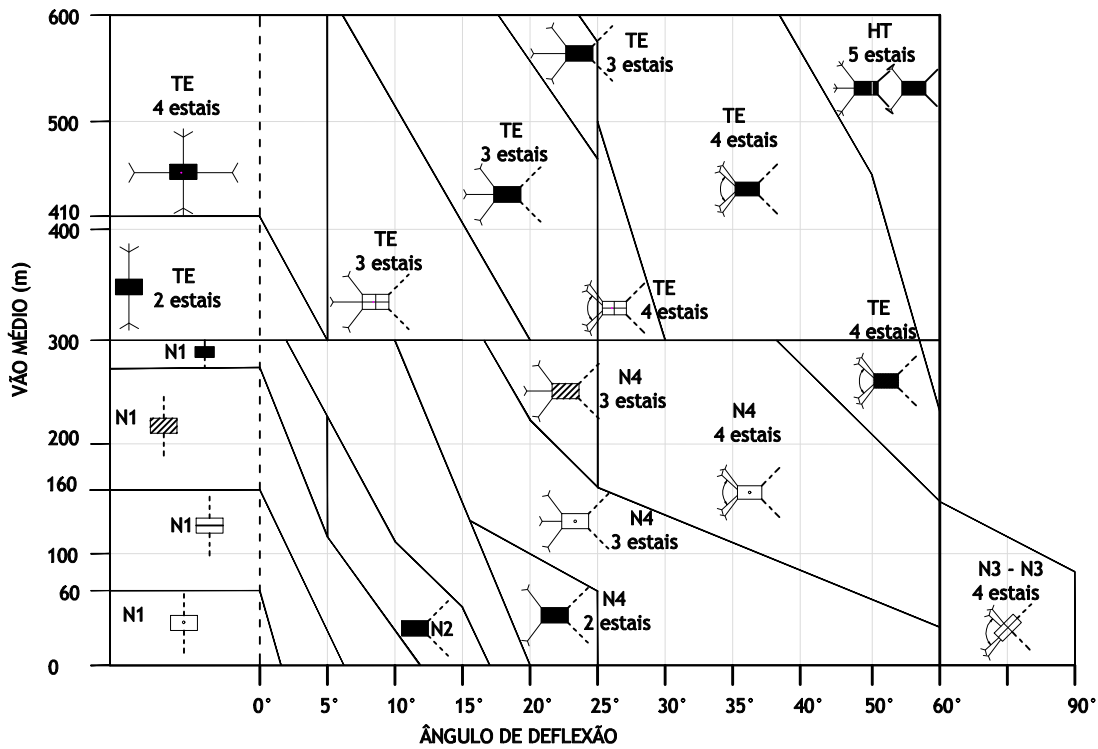 600
500
410
400
300
200
160
100
60
0
VÃO MÉDIO (m)
TE
4 estais
TE
2 estais
N1
N1
N1
N1
TE
3 estais
TE
3 estais
TE
3 estais
TE
4 estais
HT
5 estais
TE
4 estais
TE
4 estais
N4
3 estais
N4
4 estais
N4
3 estais
N2
N4
2 estais
N3 - N3
4 estais
0° 5° 10° 15° 20° 25° 30° 35° 40° 50° 60° 90°
ÂNGULO DE DEFLEXÃO